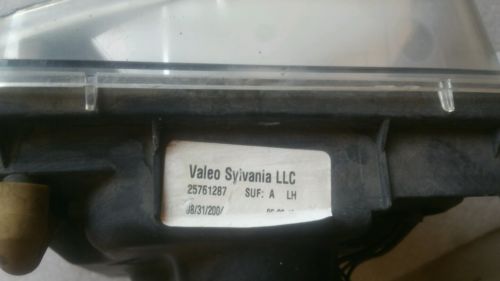 Valeo Sylvania LLC
25761287 SUF: A LH